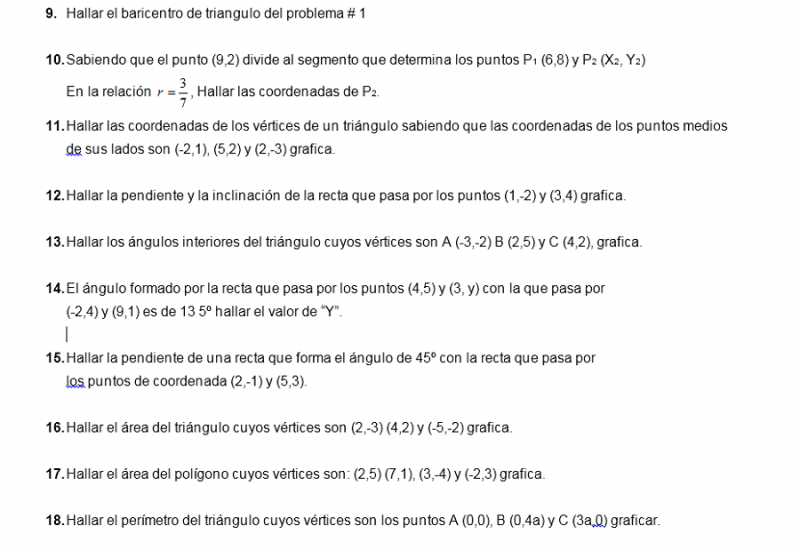 9. Hallar el baricentro de triangulo del problema # 1
10. Sabiendo que el punto (9,2) divide al segmento que determina los puntos P₁ (6,8) y P₂ (X₂, Y₂)
En la relación r = 3/7, Hallar las coordenadas de P₂.
11. Hallar las coordenadas de los vértices de un triángulo sabiendo que las coordenadas de los puntos medios
de sus lados son (-2,1), (5,2) y (2,-3) grafica.
12. Hallar la pendiente y la inclinación de la recta que pasa por los puntos (1,-2) y (3,4) grafica.
13. Hallar los ángulos interiores del triángulo cuyos vértices son A (-3,-2) B (2,5) y C (4,2), grafica.
14. El ángulo formado por la recta que pasa por los puntos (4,5) y (3, y) con la que pasa por
(-2,4) y (9,1) es de 13 5º hallar el valor de "Y".
15. Hallar la pendiente de una recta que forma el ángulo de 45º con la recta que pasa por
los puntos de coordenada (2,-1) y (5,3).
16. Hallar el área del triángulo cuyos vértices son (2,-3) (4,2) y (-5,-2) grafica.
17. Hallar el área del polígono cuyos vértices son: (2,5) (7,1), (3,-4) y (-2,3) grafica.
18. Hallar el perímetro del triángulo cuyos vértices son los puntos A (0,0), B (0,4a) y C (3a,0) graficar.